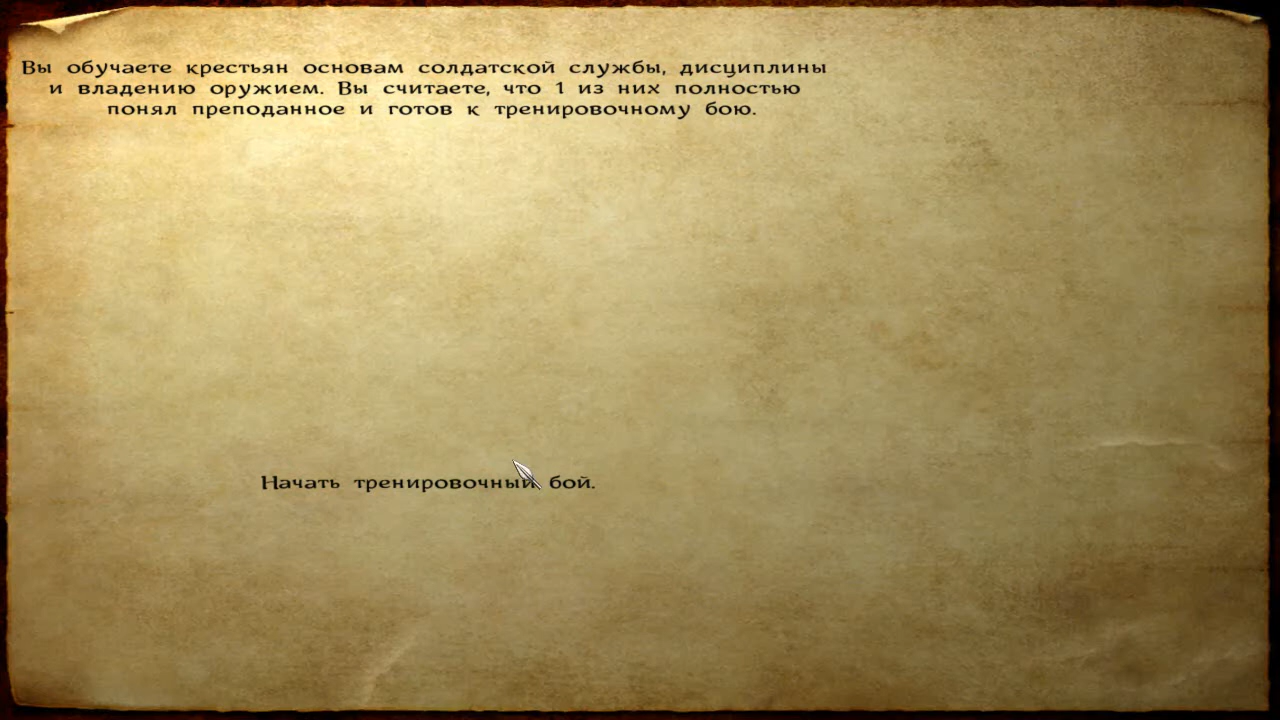 Вы обучаете крестьян основам солдатской службы, дисциплины
и владению оружием. Вы считаете, что 1 из них полностью
понял преподанное и готов к тренировочному бою.
Начать тренировочный бой.